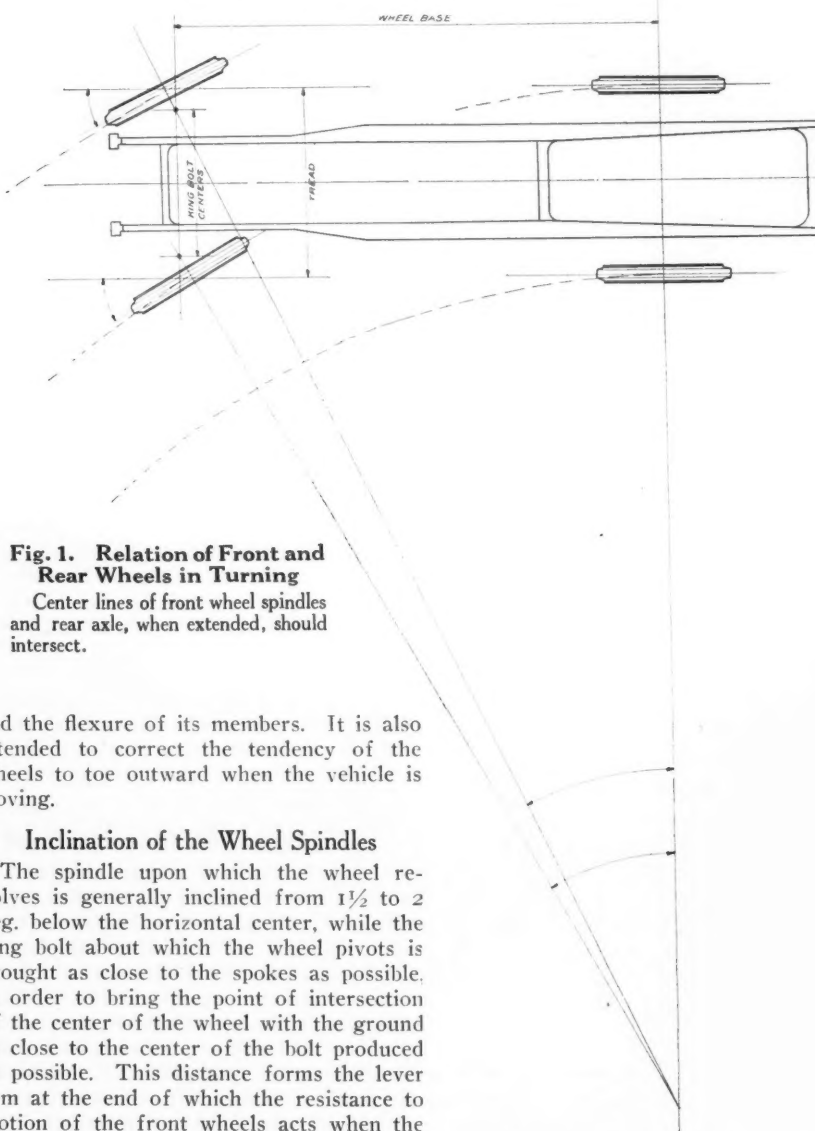 WHEEL BASE
KING BOLT
CENTERS
TREAD
Fig. 1. Relation of Front and
Rear Wheels in Turning
Center lines of front wheel spindles
and rear axle, when extended, should
intersect.
the flexure of its members. It is also
to correct the tendency of the
to toe outward when the vehicle is
Inclination of the Wheel Spindles
The spindle upon which the wheel re-
is generally inclined from 1½ to 2
below the horizontal center, while the
bolt about which the wheel pivots is
as close to the spokes as possible,
order to bring the point of intersection
the center of the wheel with the ground
close to the center of the bolt produced
possible. This distance forms the lever
at the end of which the resistance to
of the front wheels acts when the